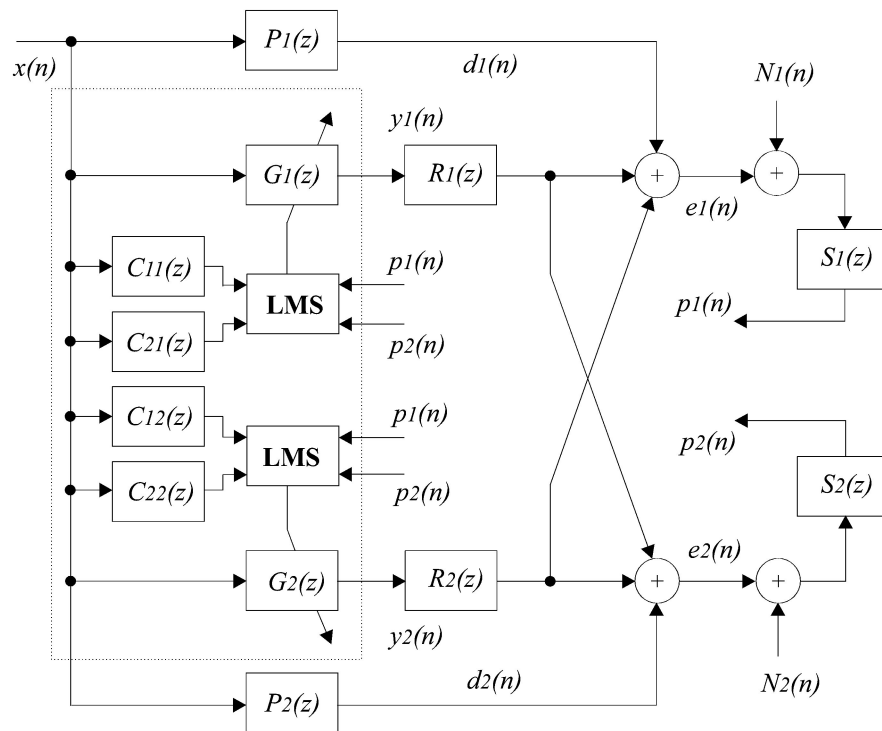 P1(z)
x(n)
d1(n)
N1(n)
y1(n)
G1(z)
R1(z)
+
+
e1(n)
C11(z)
p1(n)
S1(z)
LMS
p1(n)
C21(z)
p2(n)
C12(z)
p1(n)
p2(n)
LMS
C22(z)
p2(n)
S2(z)
e2(n)
G2(z)
R2(z)
+
+
y2(n)
d2(n)
N2(n)
P2(z)